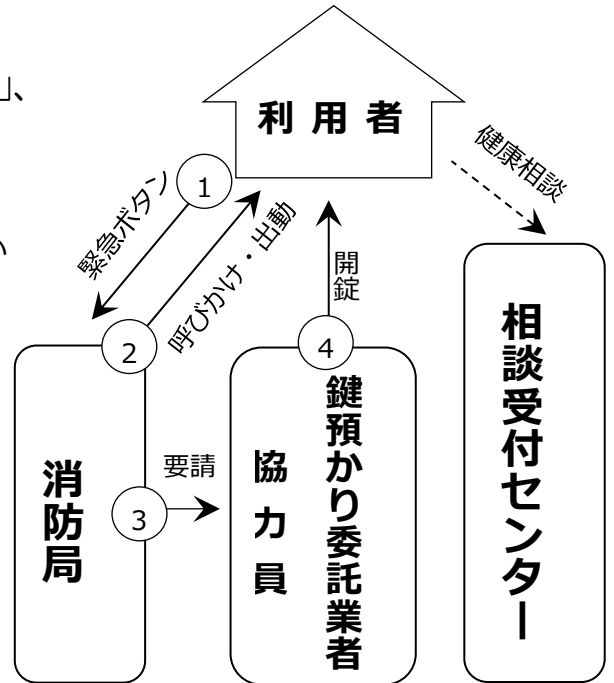 」、
利用者
健康相談
①
緊急ボタン
呼びかけ・出動
②
開錠
④
消防局
③
要請
鍵預かり委託業者
協力員
相談受付センター